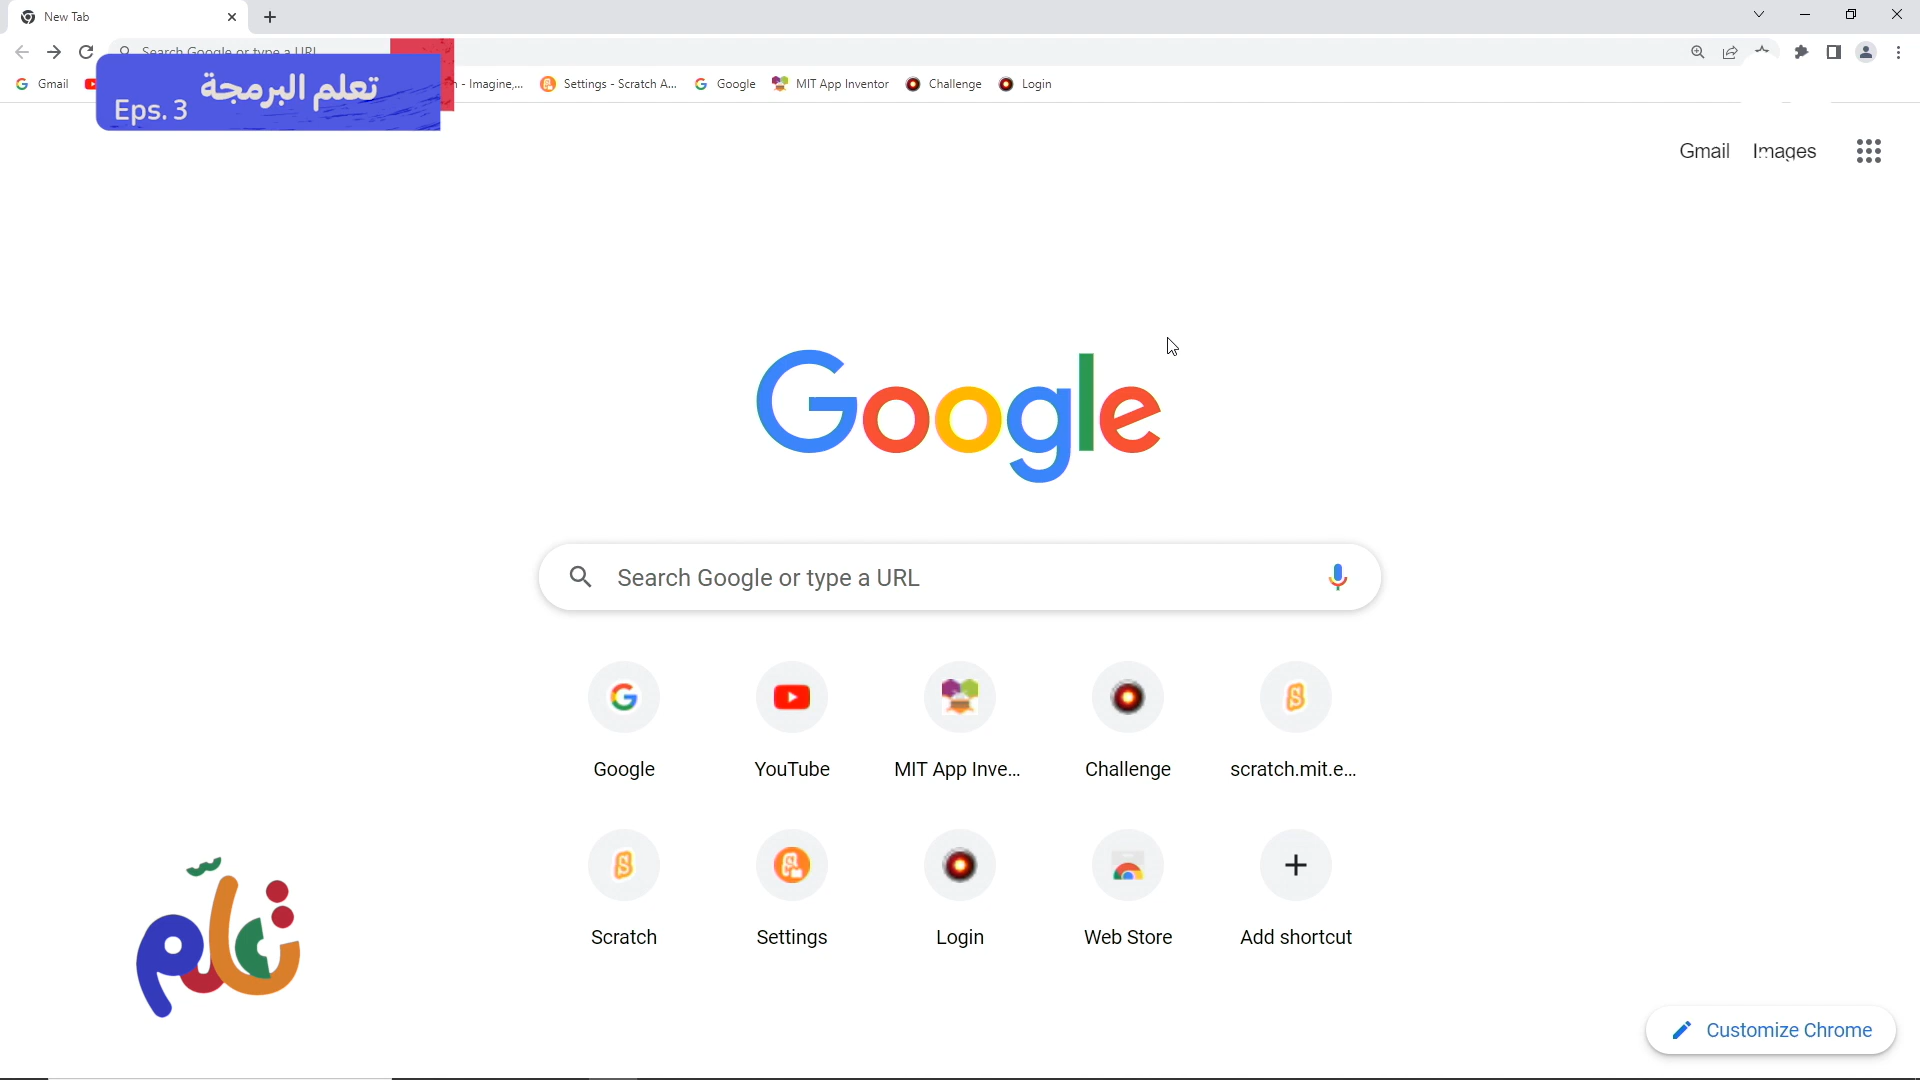 New Tab
Search Google or type a URL
Gmail
- Imagine,...
Settings - Scratch A...
Google
MIT App Inventor
Challenge
Login
تعلم البرمجة
Eps. 3
Gmail
Images
Google
Search Google or type a URL
Google
YouTube
MIT App Inve...
Challenge
scratch.mit.e...
Scratch
Settings
Login
Web Store
Add shortcut
Customize Chrome